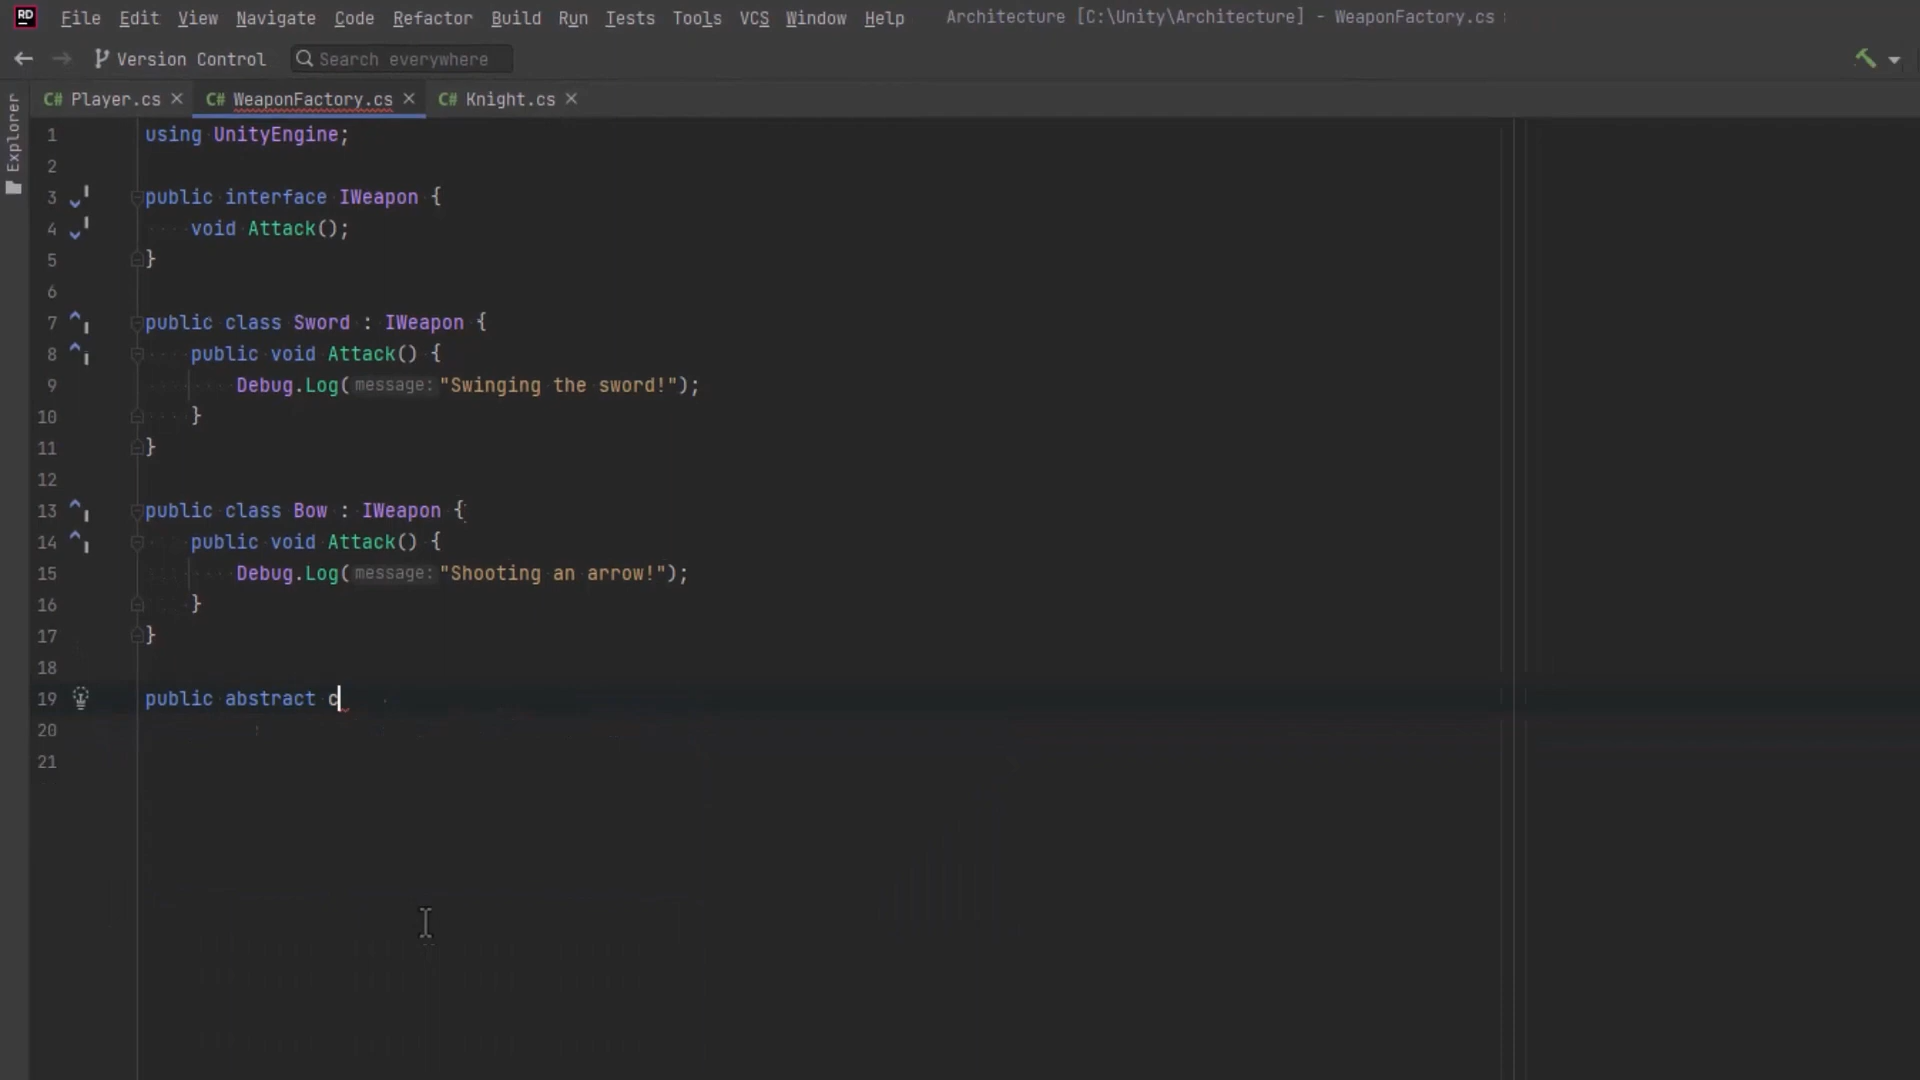 RD File Edit View Navigate Code Refactor Build Run Tests Tools VCS Window Help Architecture [C:\Unity\Architecture] - WeaponFactory.cs
Version Control Search everywhere
C# Player.cs C# WeaponFactory.cs C# Knight.cs
Explorer
1 using UnityEngine;
2
3 public interface IWeapon {
4 void Attack();
5 }
6
7 public class Sword : IWeapon {
8 public void Attack() {
9 Debug.Log(message:"Swinging the sword!");
10 }
11 }
12
13 public class Bow : IWeapon {
14 public void Attack() {
15 Debug.Log(message:"Shooting an arrow!");
16 }
17 }
18
19 public abstract c
20
21